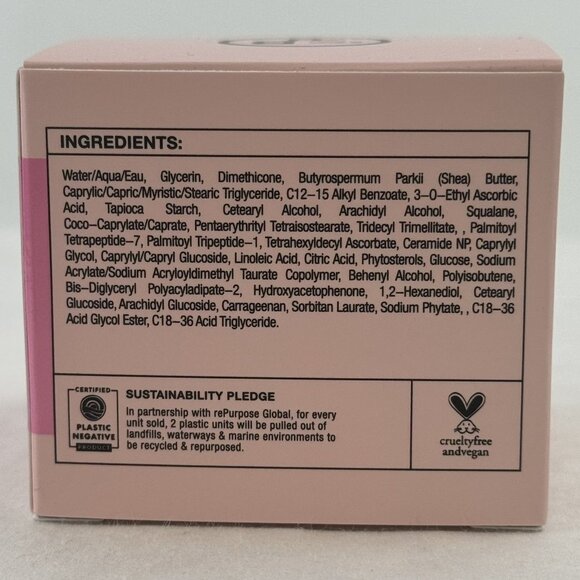 INGREDIENTS:
Water/Aqua/Eau, Glycerin, Dimethicone, Butyrospermum Parkii (Shea) Butter,
Caprylic/Capric/Myristic/Stearic Triglyceride, C12–15 Alkyl Benzoate, 3–O–Ethyl Ascorbic
Acid, Tapioca Starch, Cetearyl Alcohol, Arachidyl Alcohol, Squalane,
Coco–Caprylate/Caprate, Pentaerythrityl Tetraisostearate, Tridecyl Trimellitate, , Palmitoyl
Tetrapeptide–7, Palmitoyl Tripeptide–1, Tetrahexyldecyl Ascorbate, Ceramide NP, Caprylyl
Glycol, Caprylyl/Capryl Glucoside, Linoleic Acid, Citric Acid, Phytosterols, Glucose, Sodium
Acrylate/Sodium Acryloyldimethyl Taurate Copolymer, Behenyl Alcohol, Polyisobutene,
Bis–Diglyceryl Polyacyladipate–2, Hydroxyacetophenone, 1,2–Hexanediol, Cetearyl
Glucoside, Arachidyl Glucoside, Carrageenan, Sorbitan Laurate, Sodium Phytate, , C18–36
Acid Glycol Ester, C18–36 Acid Triglyceride.
CERTIFIED
PLASTIC
NEGATIVE
PRODUCT
SUSTAINABILITY PLEDGE
In partnership with rePurpose Global, for every
unit sold, 2 plastic units will be pulled out of
landfills, waterways & marine environments to
be recycled & repurposed.
crueltyfree
andvegan